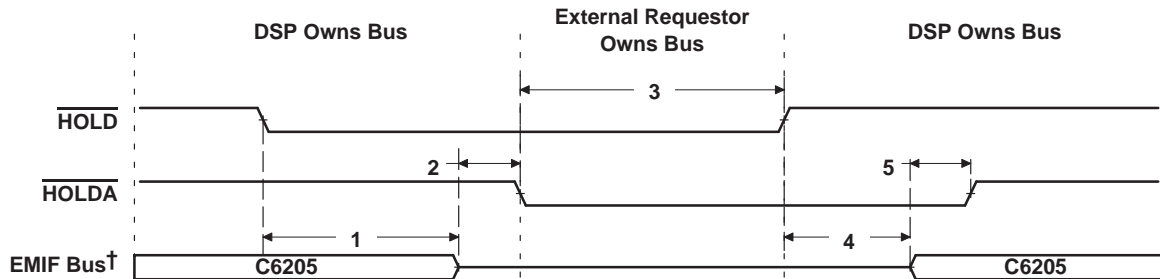 DSP Owns Bus
External Requestor
Owns Bus
DSP Owns Bus
3
HOLD
2
5
HOLDA
1
4
EMIF Bus†
C6205
C6205